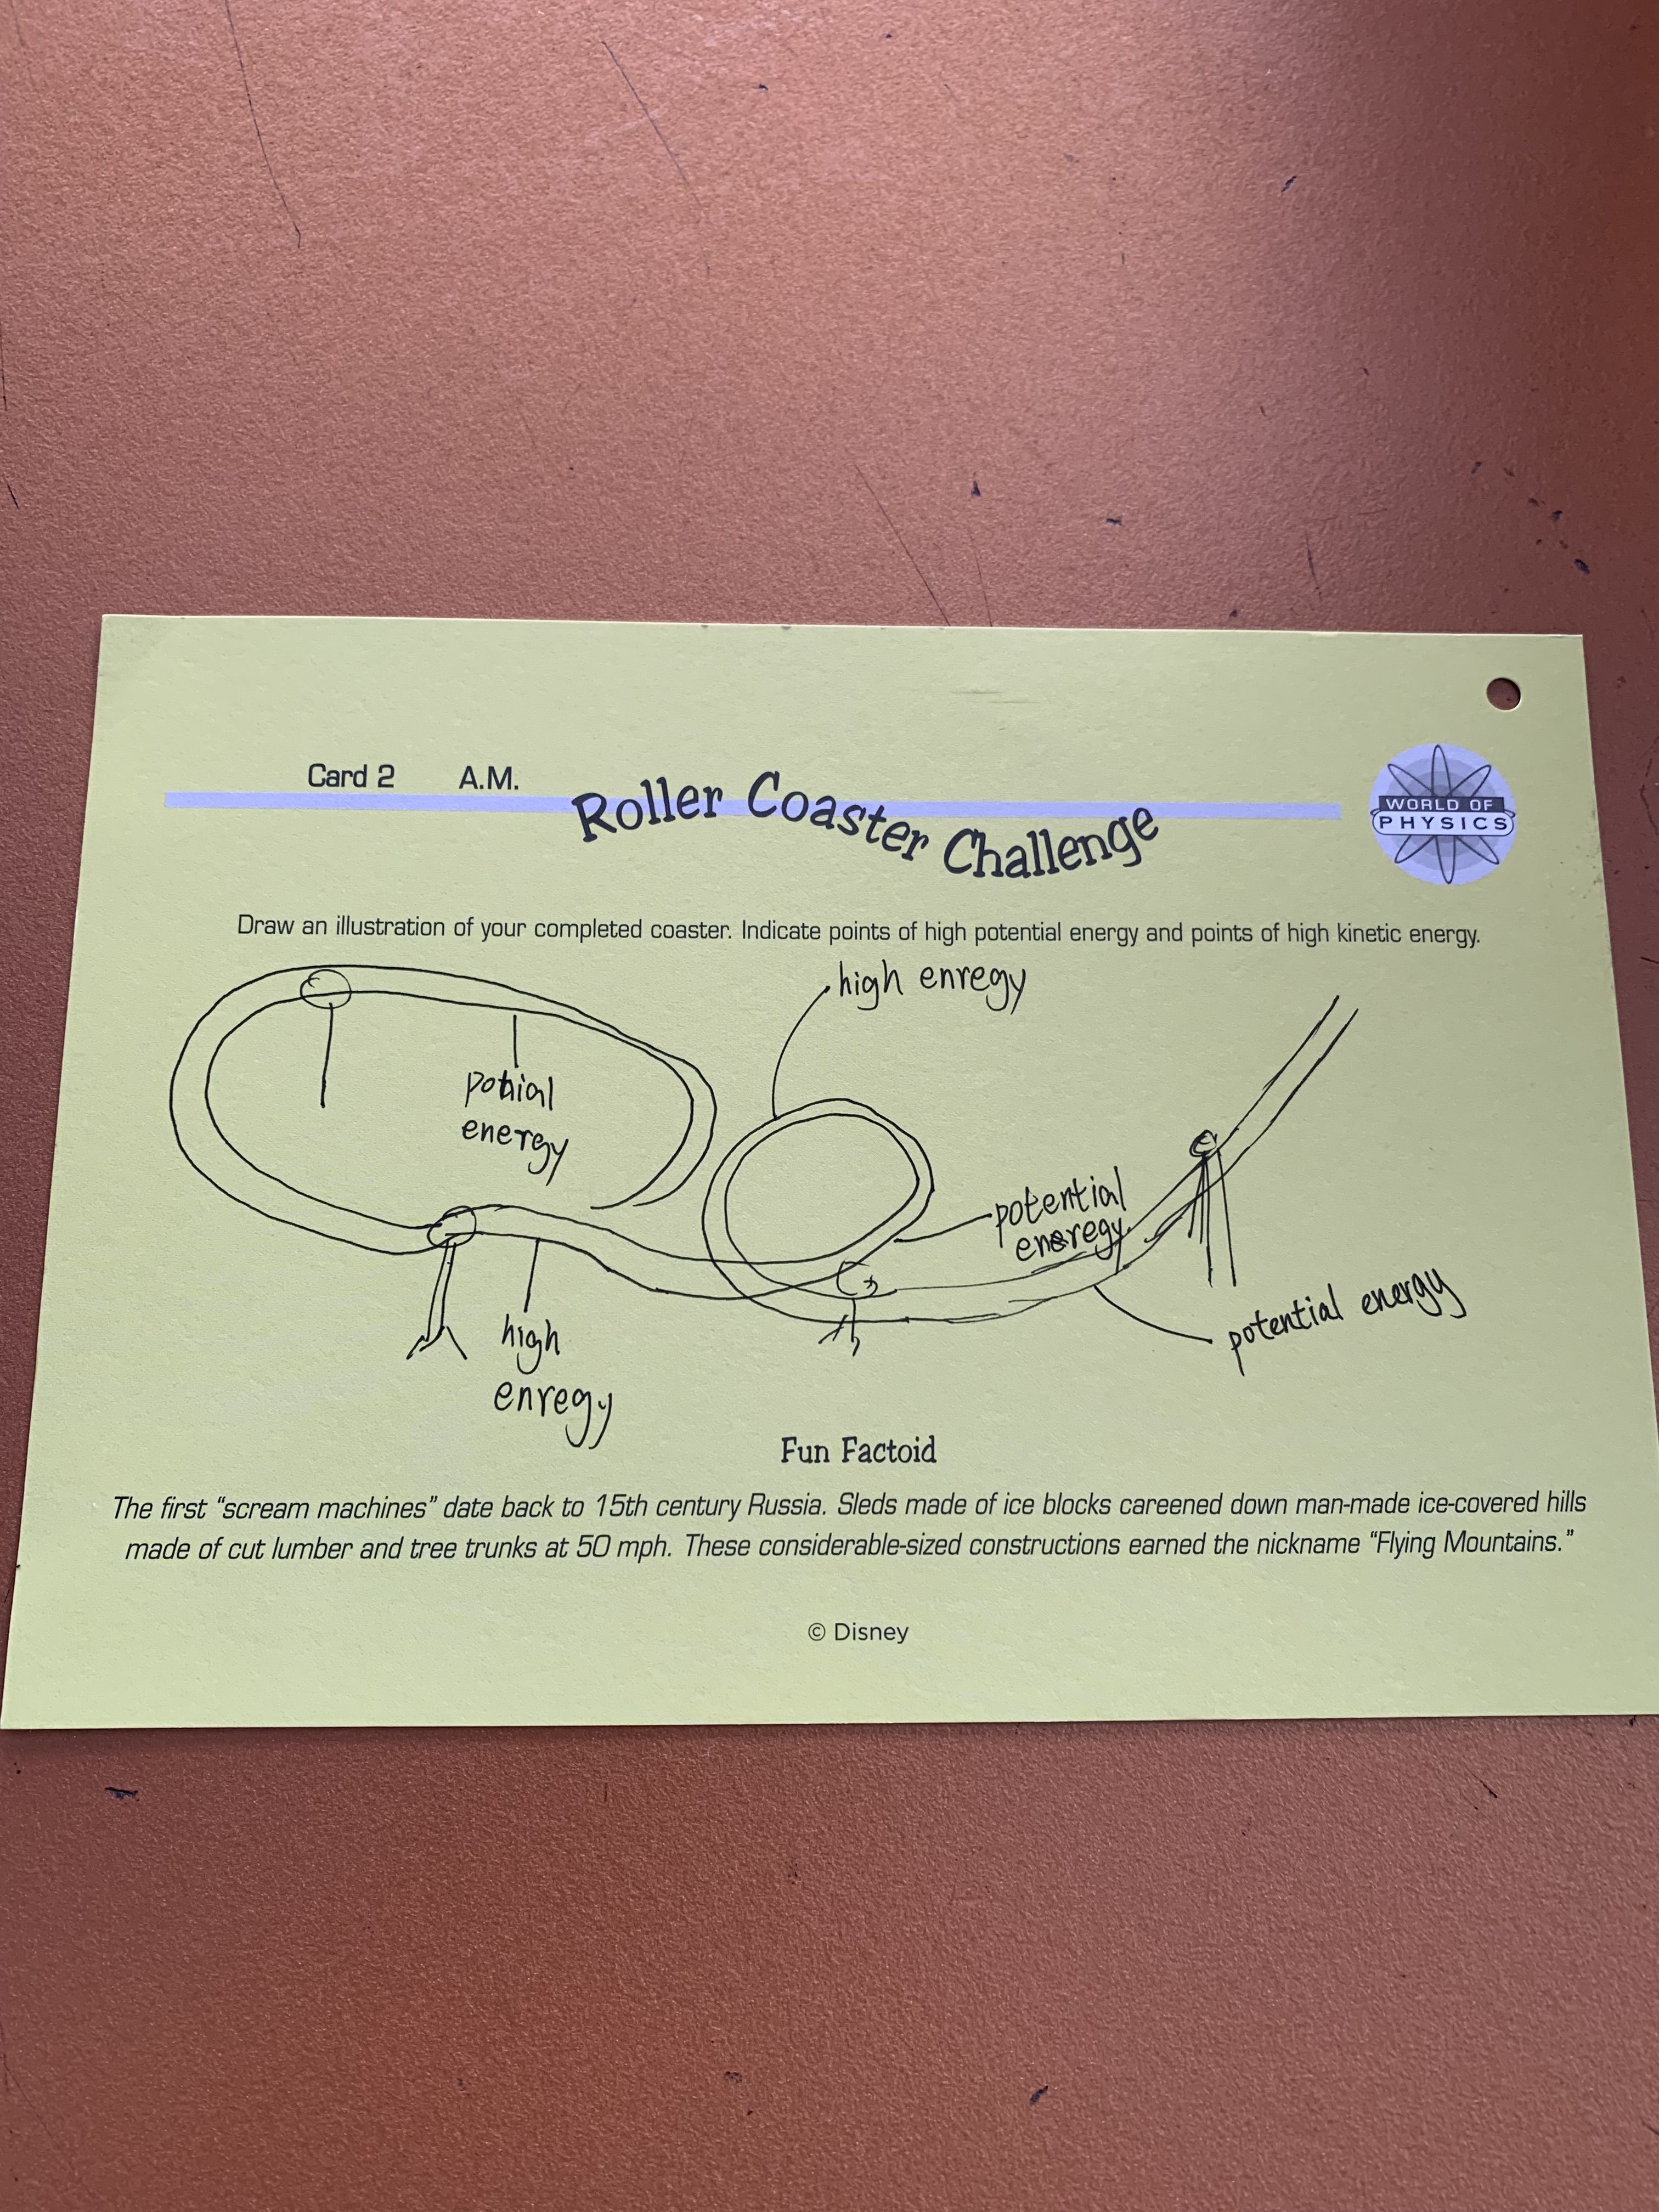 Card 2 A.M.
Roller Coaster Challenge
WORLD OF
PHYSICS
Draw an illustration of your completed coaster. Indicate points of high potential energy and points of high kinetic energy.
high enregy
potnial
energy
potential
eneregy
potential energy
high
enregy
Fun Factoid
The first “scream machines” date back to 15th century Russia. Sleds made of ice blocks careened down man-made ice-covered hills
made of cut lumber and tree trunks at 50 mph. These considerable-sized constructions earned the nickname “Flying Mountains.”
© Disney